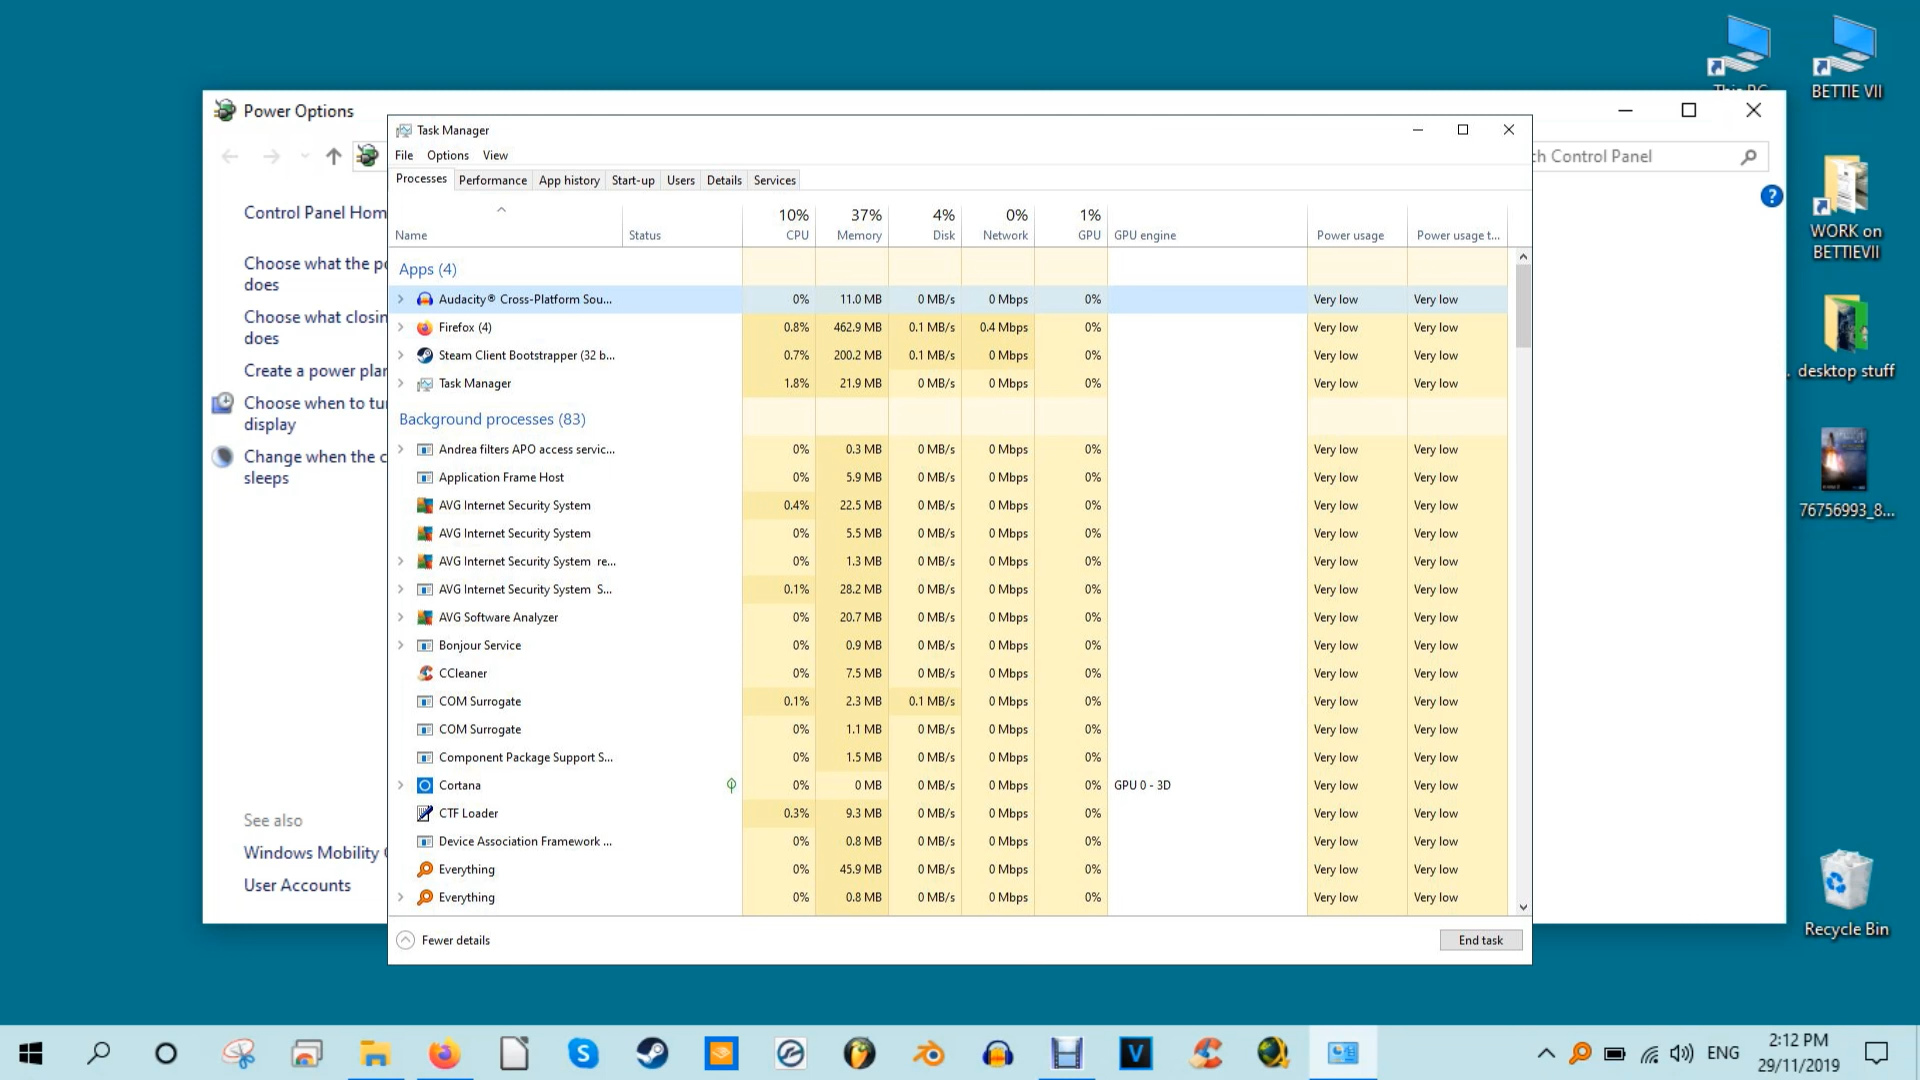 BETTIE VII
Power Options
Task Manager
File Options View
ch Control Panel
Processes Performance App history Start-up Users Details Services
WORK on
BETTIEVII
desktop stuff
76756993_8...
Recycle Bin
Control Panel Hom
Choose what the po
does
Choose what closin
does
Create a power plan
Choose when to tur
display
Change when the c
sleeps
See also
Windows Mobility C
User Accounts
10% 37% 4% 0% 1%
Name Status CPU Memory Disk Network GPU GPU engine Power usage Power usage t...
Apps (4)
Audacity® Cross-Platform Sou... 0% 11.0 MB 0 MB/s 0 Mbps 0% Very low Very low
Firefox (4) 0.8% 462.9 MB 0.1 MB/s 0.4 Mbps 0% Very low Very low
Steam Client Bootstrapper (32 b... 0.7% 200.2 MB 0.1 MB/s 0 Mbps 0% Very low Very low
Task Manager 1.8% 21.9 MB 0 MB/s 0 Mbps 0% Very low Very low
Background processes (83)
Andrea filters APO access servic... 0% 0.3 MB 0 MB/s 0 Mbps 0% Very low Very low
Application Frame Host 0% 5.9 MB 0 MB/s 0 Mbps 0% Very low Very low
AVG Internet Security System 0.4% 22.5 MB 0 MB/s 0 Mbps 0% Very low Very low
AVG Internet Security System 0% 5.5 MB 0 MB/s 0 Mbps 0% Very low Very low
AVG Internet Security System re... 0% 1.3 MB 0 MB/s 0 Mbps 0% Very low Very low
AVG Internet Security System S... 0.1% 28.2 MB 0 MB/s 0 Mbps 0% Very low Very low
AVG Software Analyzer 0% 20.7 MB 0 MB/s 0 Mbps 0% Very low Very low
Bonjour Service 0% 0.9 MB 0 MB/s 0 Mbps 0% Very low Very low
CCleaner 0% 7.5 MB 0 MB/s 0 Mbps 0% Very low Very low
COM Surrogate 0.1% 2.3 MB 0.1 MB/s 0 Mbps 0% Very low Very low
COM Surrogate 0% 1.1 MB 0 MB/s 0 Mbps 0% Very low Very low
Component Package Support S... 0% 1.5 MB 0 MB/s 0 Mbps 0% Very low Very low
Cortana 0% 0 MB 0 MB/s 0 Mbps 0% GPU 0 - 3D Very low Very low
CTF Loader 0.3% 9.3 MB 0 MB/s 0 Mbps 0% Very low Very low
Device Association Framework ... 0% 0.8 MB 0 MB/s 0 Mbps 0% Very low Very low
Everything 0% 45.9 MB 0 MB/s 0 Mbps 0% Very low Very low
Everything 0% 0.8 MB 0 MB/s 0 Mbps 0% Very low Very low
Fewer details End task
ENG
2:12 PM
29/11/2019